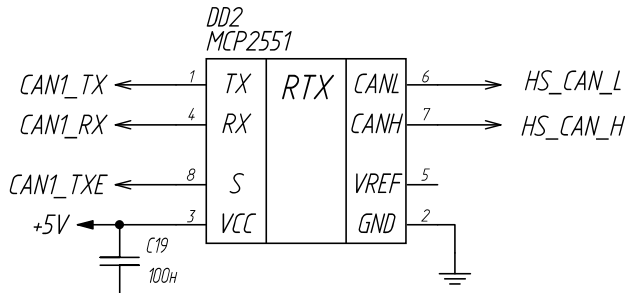 DD2
MCP2551
CAN1_TX 1 TX RTX CANL 6 HS_CAN_L
CAN1_RX 4 RX CANH 7 HS_CAN_H
CAN1_TXE 8 S VREF 5
+5V 3 VCC GND 2
C19
100н